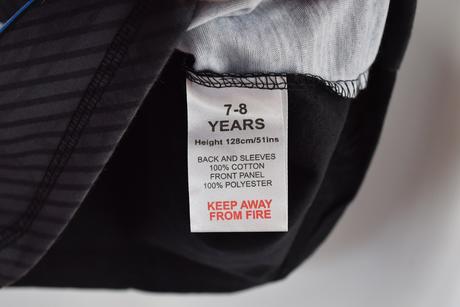 7-8
YEARS
Height 128cm/51ins
BACK AND SLEEVES
100% COTTON
FRONT PANEL
100% POLYESTER
KEEP AWAY
FROM FIRE